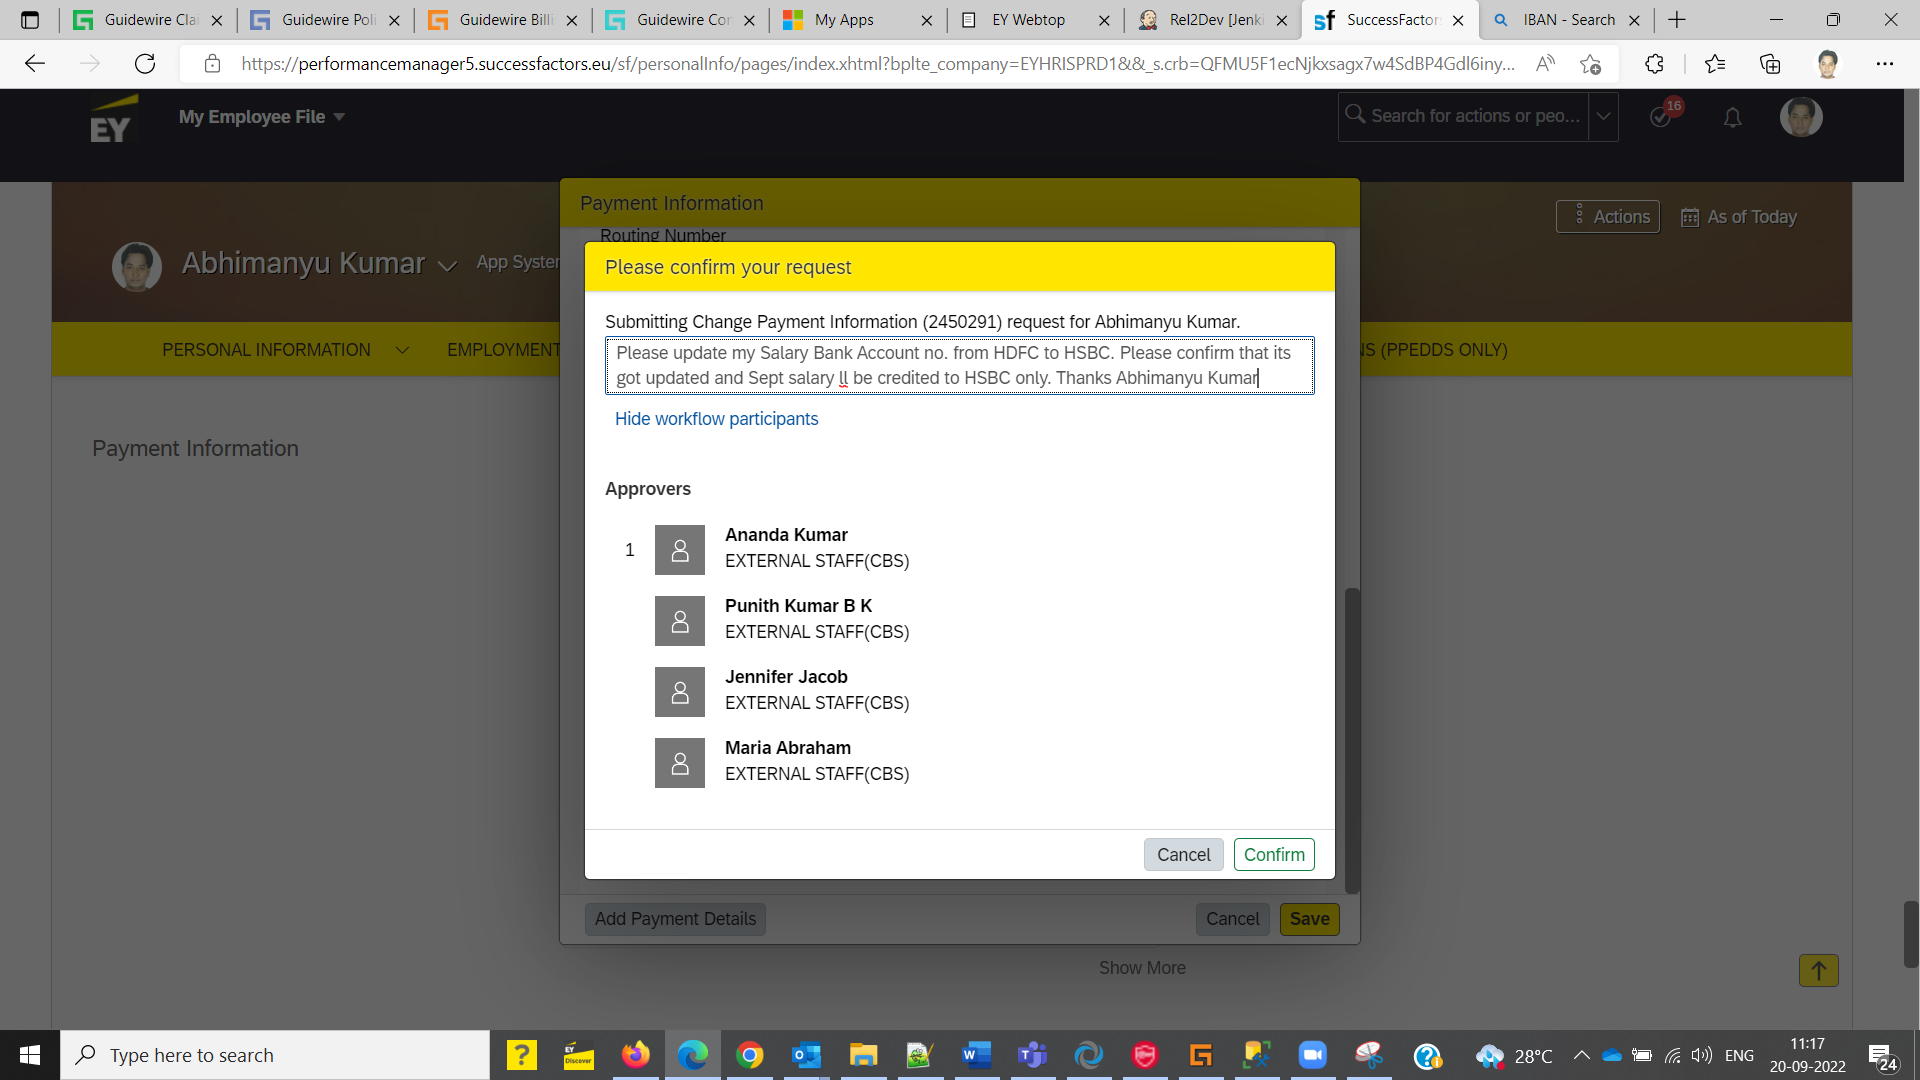 Guidewire Clai
Guidewire Poli
Guidewire Billi
Guidewire Cor
My Apps
EY Webtop
Rel2Dev [Jenki
SuccessFactor
IBAN - Search
https://performancemanager5.successfactors.eu/sf/personalInfo/pages/index.xhtml?bplte_company=EYHRISPRD1&&_s.crb=QFMU5F1ecNjkxsagx7w4SdBP4Gdl6iny...
EY
My Employee File
Search for actions or peo...
16
Payment Information
Actions
As of Today
Routing Number
Abhimanyu Kumar
App System
Please confirm your request
Submitting Change Payment Information (2450291) request for Abhimanyu Kumar.
PERSONAL INFORMATION
EMPLOYMENT
NS (PPEDDS ONLY)
Please update my Salary Bank Account no. from HDFC to HSBC. Please confirm that its
got updated and Sept salary ll be credited to HSBC only. Thanks Abhimanyu Kumar
Hide workflow participants
Payment Information
Approvers
1
Ananda Kumar
EXTERNAL STAFF(CBS)
Punith Kumar B K
EXTERNAL STAFF(CBS)
Jennifer Jacob
EXTERNAL STAFF(CBS)
Maria Abraham
EXTERNAL STAFF(CBS)
Cancel
Confirm
Add Payment Details
Cancel
Save
Show More
Type here to search
EY
Discover
28°C
ENG
11:17
20-09-2022
24